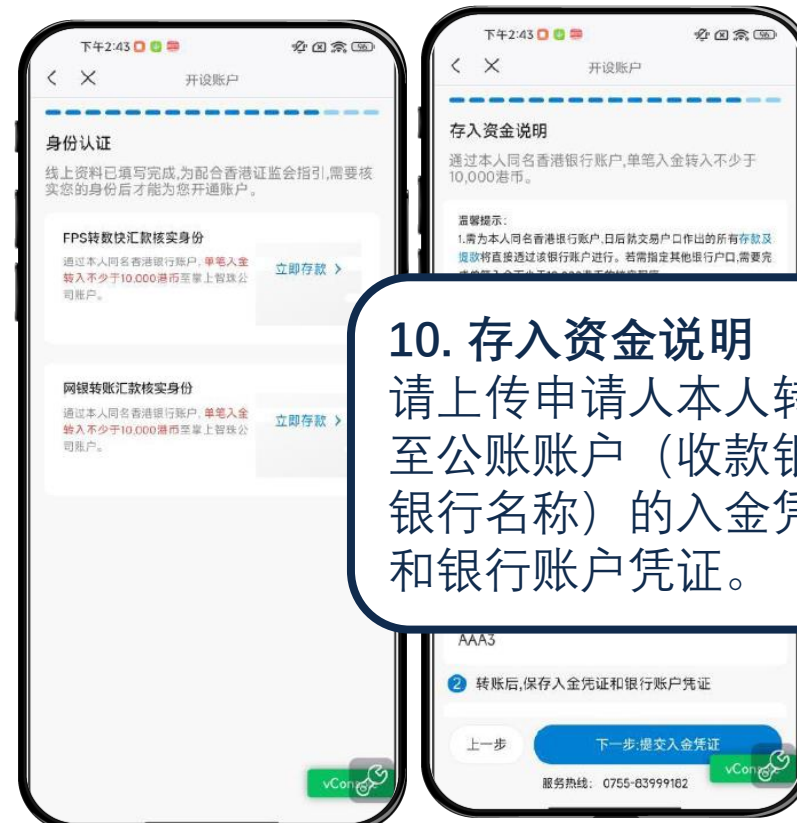 下午2:43
96
开设账户
身份认证
线上资料已填写完成,为配合香港证监会指引,需要核
实您的身份后才能为您开通账户。
FPS转数快汇款核实身份
通过本人同名香港银行账户,单笔入金
转入不少于10,000港币至掌上智珠公
司账户。
立即存款
网银转账汇款核实身份
通过本人同名香港银行账户,单笔入金
转入不少于10,000港币至掌上智珠公
司账户。
立即存款
vConsole
下午2:43
96
开设账户
存入资金说明
通过本人同名香港银行账户,单笔入金转入不少于
10,000港币。
温馨提示:
1.需为本人同名香港银行账户,日后就交易户口作出的所有存款及
提款将直接通过该银行账户进行。若需指定其他银行户口,需要完
10. 存入资金说明
请上传申请人本人转
至公账账户（收款银
银行名称）的入金凭
和银行账户凭证。
AAA3
2 转账后,保存入金凭证和银行账户凭证
上一步
下一步:提交入金凭证
服务热线: 0755-83999182
vCon